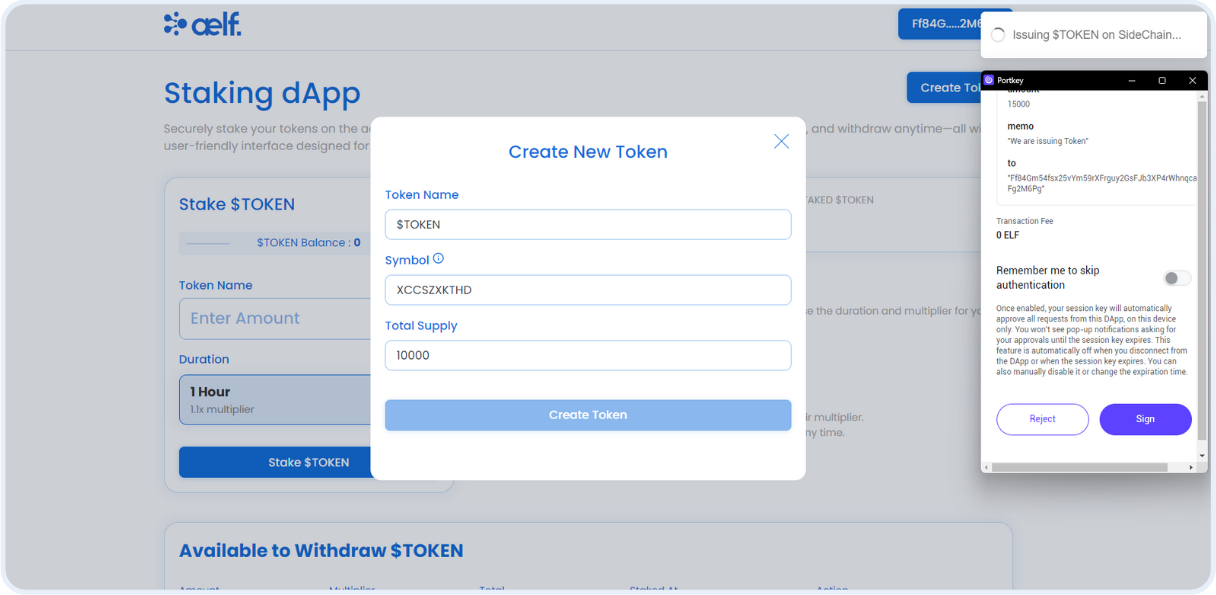 aelf.
Ff84G.....2M6
Issuing $TOKEN on SideChain...
Portkey
Staking dApp
Create Tok
Securely stake your tokens on the a
, and withdraw anytime—all wi
user-friendly interface designed for
Create New Token
Token Name
$TOKEN
Symbol
XCCSZXKTHD
Total Supply
10000
Create Token
Stake $TOKEN
$TOKEN Balance : 0
Token Name
Enter Amount
Duration
1 Hour
1.1x multiplier
Stake $TOKEN
AKED $TOKEN
e the duration and multiplier for yo
ir multiplier.
ny time.
Available to Withdraw $TOKEN
Amount Multiplier Total Staked At Action
amount
15000
memo
"We are issuing Token"
to
"Ff84Gm54fsx25vYm59rXFrguy2GsFJb3XP4rWhnqca
Fg2M6Pg"
Transaction Fee
0 ELF
Remember me to skip
authentication
Once enabled, your session key will automatically
approve all requests from this DApp, on this device
only. You won't see pop-up notifications asking for
your approvals until the session key expires. This
feature is automatically off when you disconnect from
the DApp or when the session key expires. You can
also manually disable it or change the expiration time.
Reject
Sign